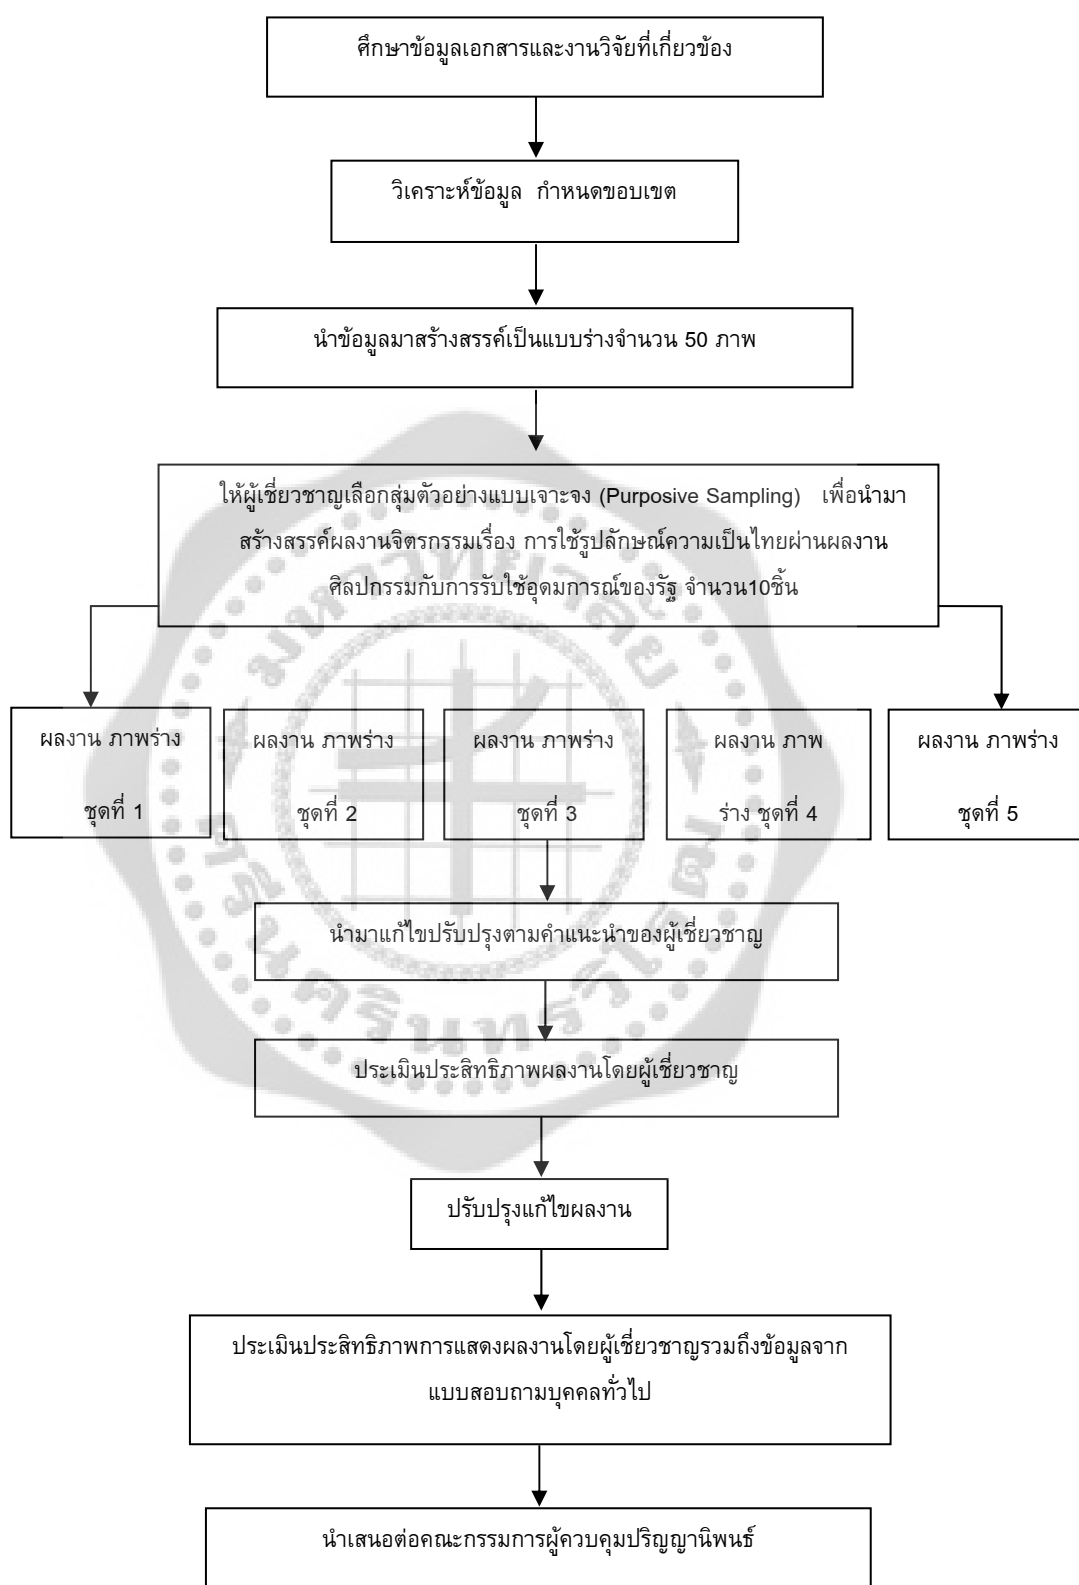 ศึกษาข้อมูลเอกสารและงานวิจัยที่เกี่ยวข้อง
วิเคราะห์ข้อมูล กำหนดขอบเขต
นำข้อมูลมาสร้างสรรค์เป็นแบบร่างจำนวน 50 ภาพ
ให้ผู้เชี่ยวชาญเลือกสุ่มตัวอย่างแบบเจาะจง (Purposive Sampling) เพื่อนำมา
สร้างสรรค์ผลงานจิตรกรรมเรื่อง การใช้รูปลักษณ์ความเป็นไทยผ่านผลงาน
ศิลปกรรมกับการรับใช้อุดมการณ์ของรัฐ จำนวน10ชิ้น
ผลงาน ภาพร่าง
ชุดที่ 1
ผลงาน ภาพร่าง
ชุดที่ 2
ผลงาน ภาพร่าง
ชุดที่ 3
ผลงาน ภาพ
ร่าง ชุดที่ 4
ผลงาน ภาพร่าง
ชุดที่ 5
นำมาแก้ไขปรับปรุงตามคำแนะนำของผู้เชี่ยวชาญ
ประเมินประสิทธิภาพผลงานโดยผู้เชี่ยวชาญ
ปรับปรุงแก้ไขผลงาน
ประเมินประสิทธิภาพการแสดงผลงานโดยผู้เชี่ยวชาญรวมถึงข้อมูลจาก
แบบสอบถามบุคคลทั่วไป
นำเสนอต่อคณะกรรมการผู้ควบคุมปริญญานิพนธ์
มหาวิทยาลัย
ศรีนครินทรวิโรฒ